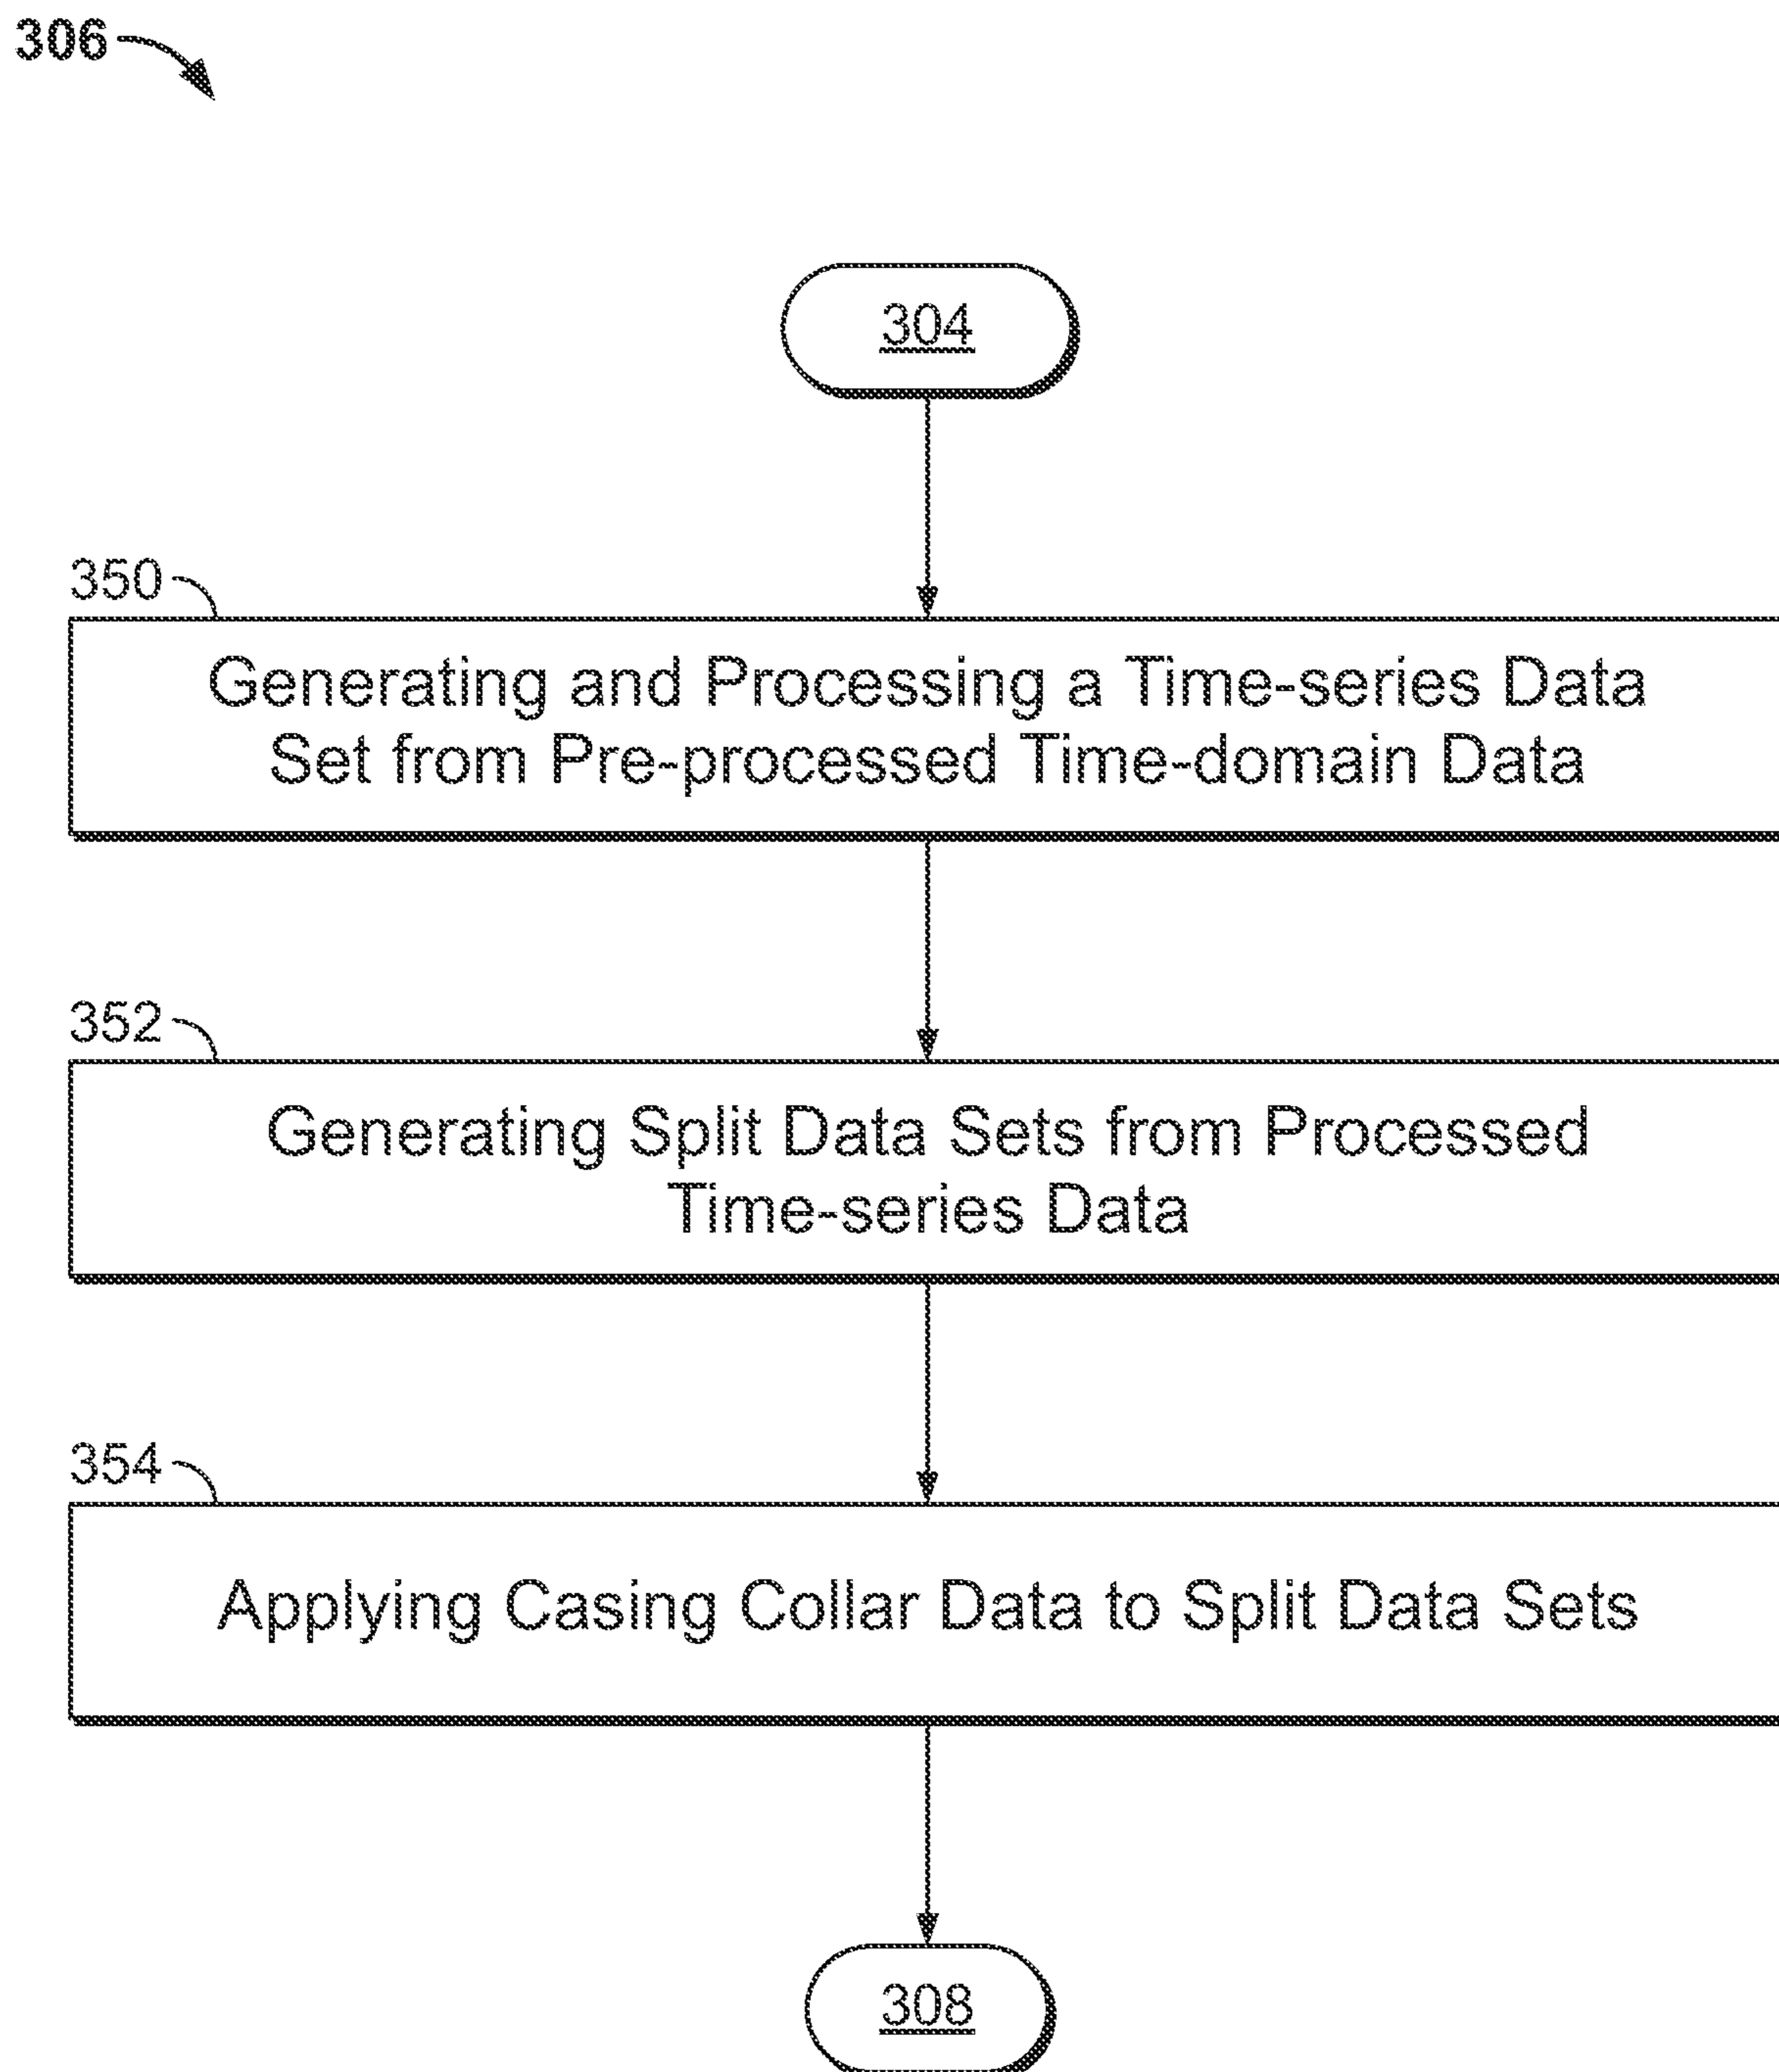 306
304
350
Generating and Processing a Time-series Data
Set from Pre-processed Time-domain Data
352
Generating Split Data Sets from Processed
Time-series Data
354
Applying Casing Collar Data to Split Data Sets
308